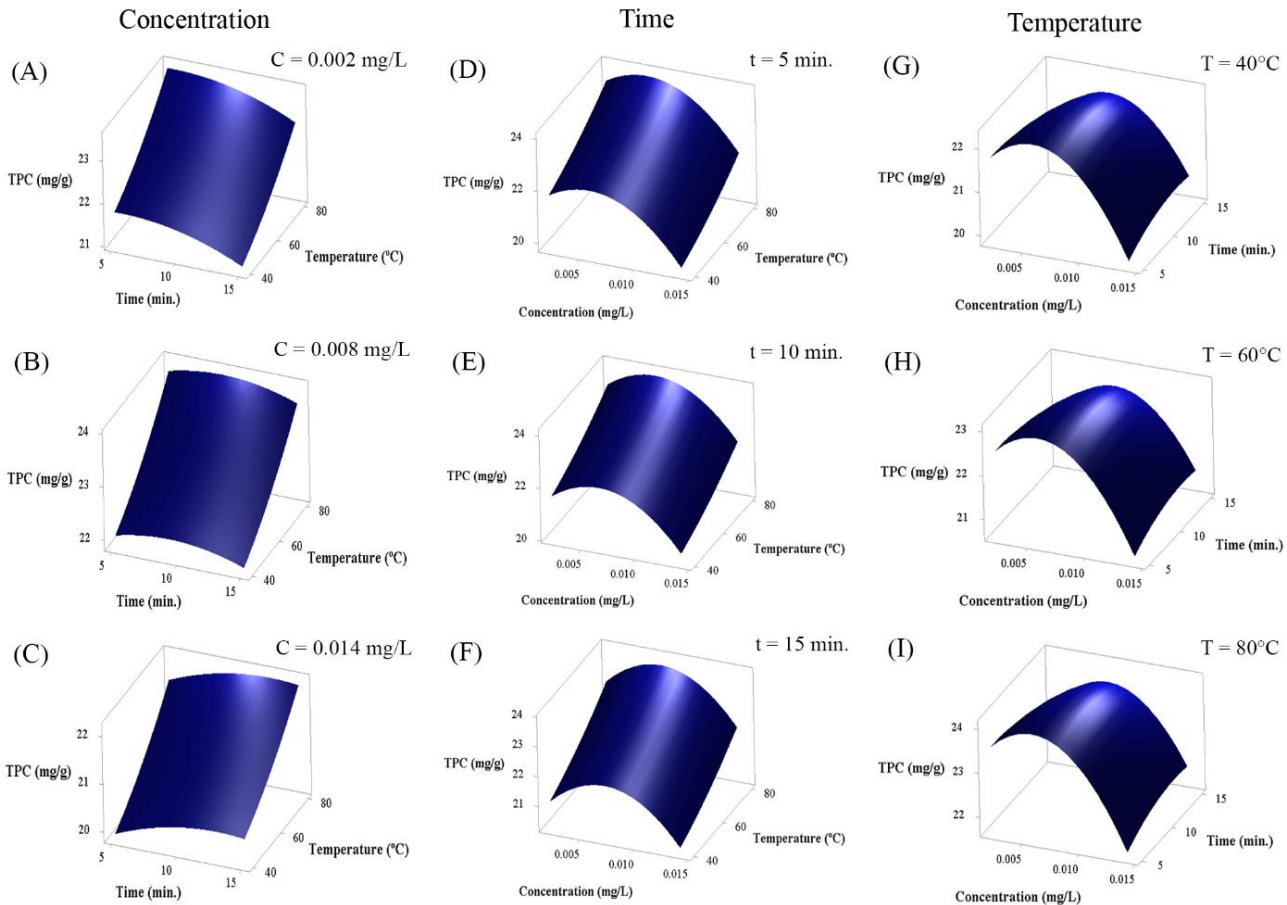 Concentration
Time
Temperature
(A)
C = 0.002 mg/L
TPC (mg/g)
23
22
21
5
10
15
Time (min.)
40
60
80
Temperature (ºC)
(D)
t = 5 min.
TPC (mg/g)
24
22
20
0.005
0.010
0.015
Concentration (mg/L)
40
60
80
Temperature (ºC)
(G)
T = 40°C
TPC (mg/g)
22
21
20
0.005
0.010
0.015
Concentration (mg/L)
5
10
15
Time (min.)
(B)
C = 0.008 mg/L
TPC (mg/g)
24
23
22
5
10
15
Time (min.)
40
60
80
Temperature (ºC)
(E)
t = 10 min.
TPC (mg/g)
24
22
20
0.005
0.010
0.015
Concentration (mg/L)
40
60
80
Temperature (ºC)
(H)
T = 60°C
TPC (mg/g)
23
22
21
0.005
0.010
0.015
Concentration (mg/L)
5
10
15
Time (min.)
(C)
C = 0.014 mg/L
TPC (mg/g)
22
21
20
5
10
15
Time (min.)
40
60
80
Temperature (ºC)
(F)
t = 15 min.
TPC (mg/g)
24
23
22
21
0.005
0.010
0.015
Concentration (mg/L)
40
60
80
Temperature (ºC)
(I)
T = 80°C
TPC (mg/g)
24
23
22
0.005
0.010
0.015
Concentration (mg/L)
5
10
15
Time (min.)